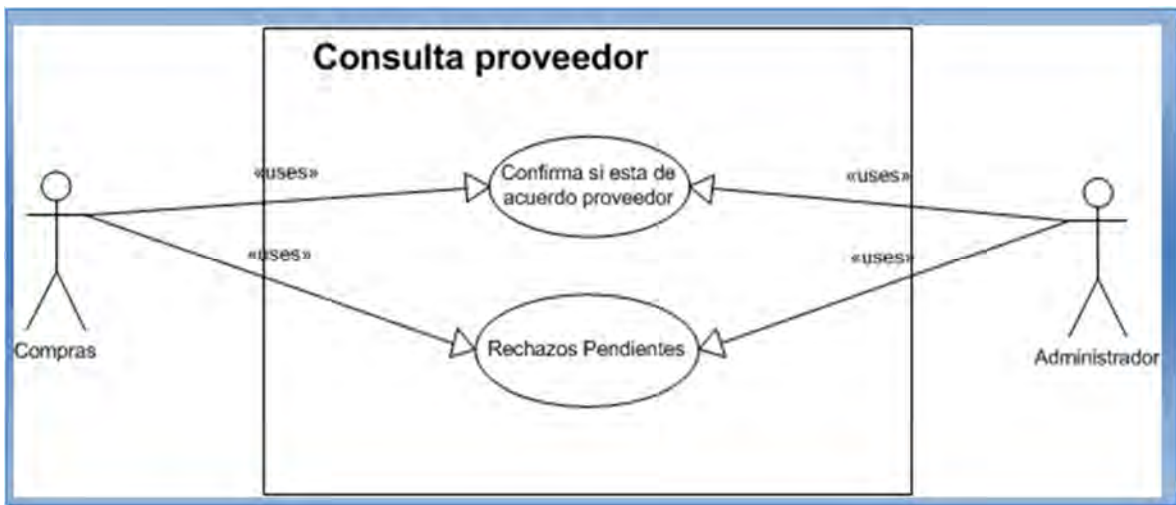 Consulta proveedor
«uses»
Confirma si esta de
acuerdo proveedor
«uses»
«uses»
«uses»
Rechazos Pendientes
Compras
Administrador